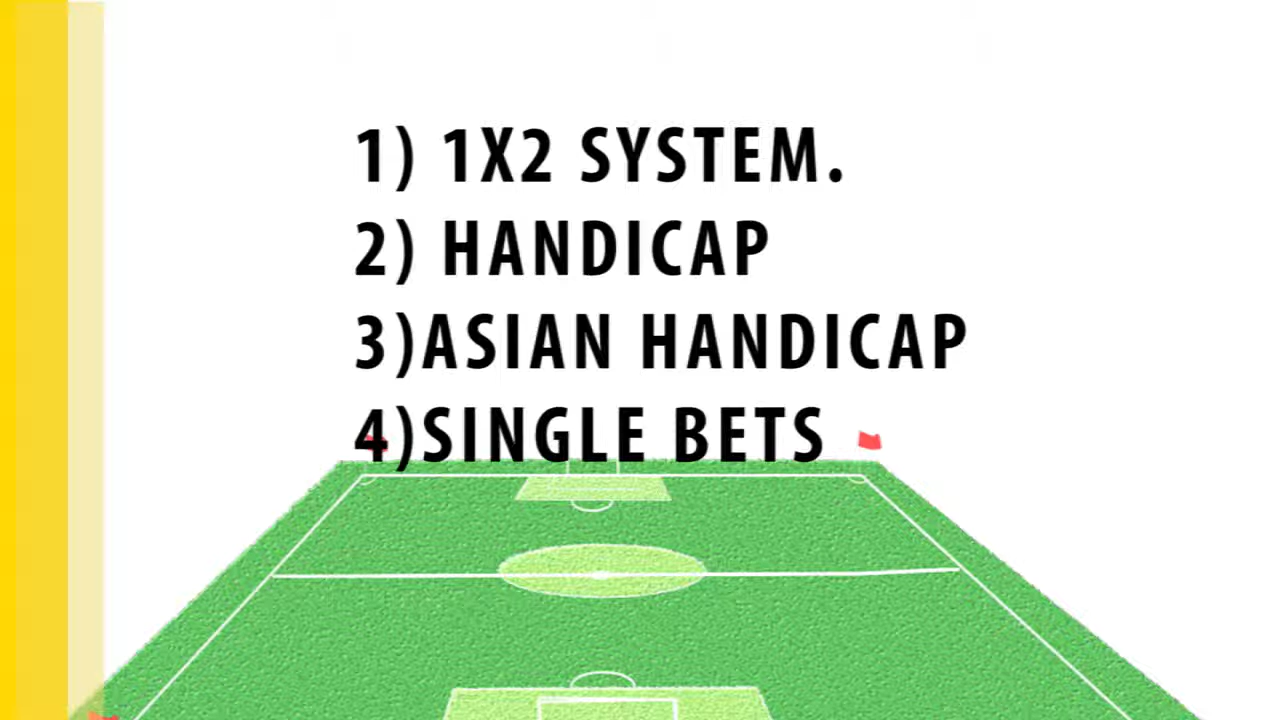 1) 1X2 SYSTEM.
2) HANDICAP
3)ASIAN HANDICAP
4)SINGLE BETS